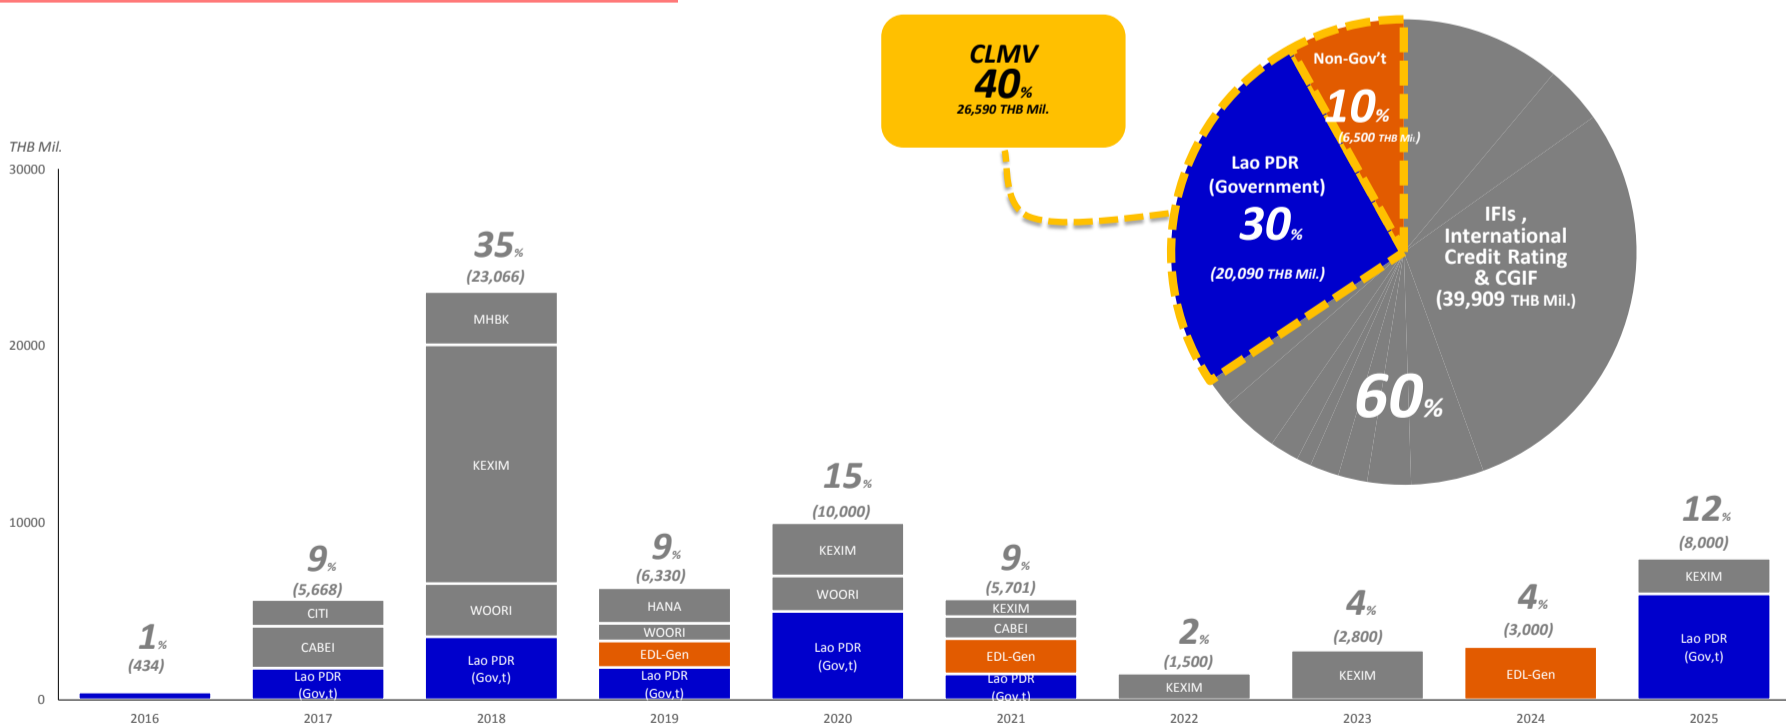 CLMV
40%
26,590 THB Mil.
Non-Gov't
10%
(6,500 THB Mil.)
Lao PDR
(Government)
30%
(20,090 THB Mil.)
IFIs ,
International
Credit Rating
& CGIF
(39,909 THB Mil.)
60%
THB Mil.
30000
20000
10000
0
1%
(434)
2016
9%
(5,668)
CITI
CABEI
Lao PDR
(Gov,t)
2017
35%
(23,066)
MHBK
KEXIM
WOORI
Lao PDR
(Gov,t)
2018
9%
(6,330)
HANA
WOORI
EDL-Gen
Lao PDR
(Gov,t)
2019
15%
(10,000)
KEXIM
WOORI
Lao PDR
(Gov,t)
2020
9%
(5,701)
KEXIM
CABEI
EDL-Gen
Lao PDR
(Gov,t)
2021
2%
(1,500)
KEXIM
2022
4%
(2,800)
KEXIM
2023
4%
(3,000)
EDL-Gen
2024
12%
(8,000)
KEXIM
Lao PDR
(Gov,t)
2025